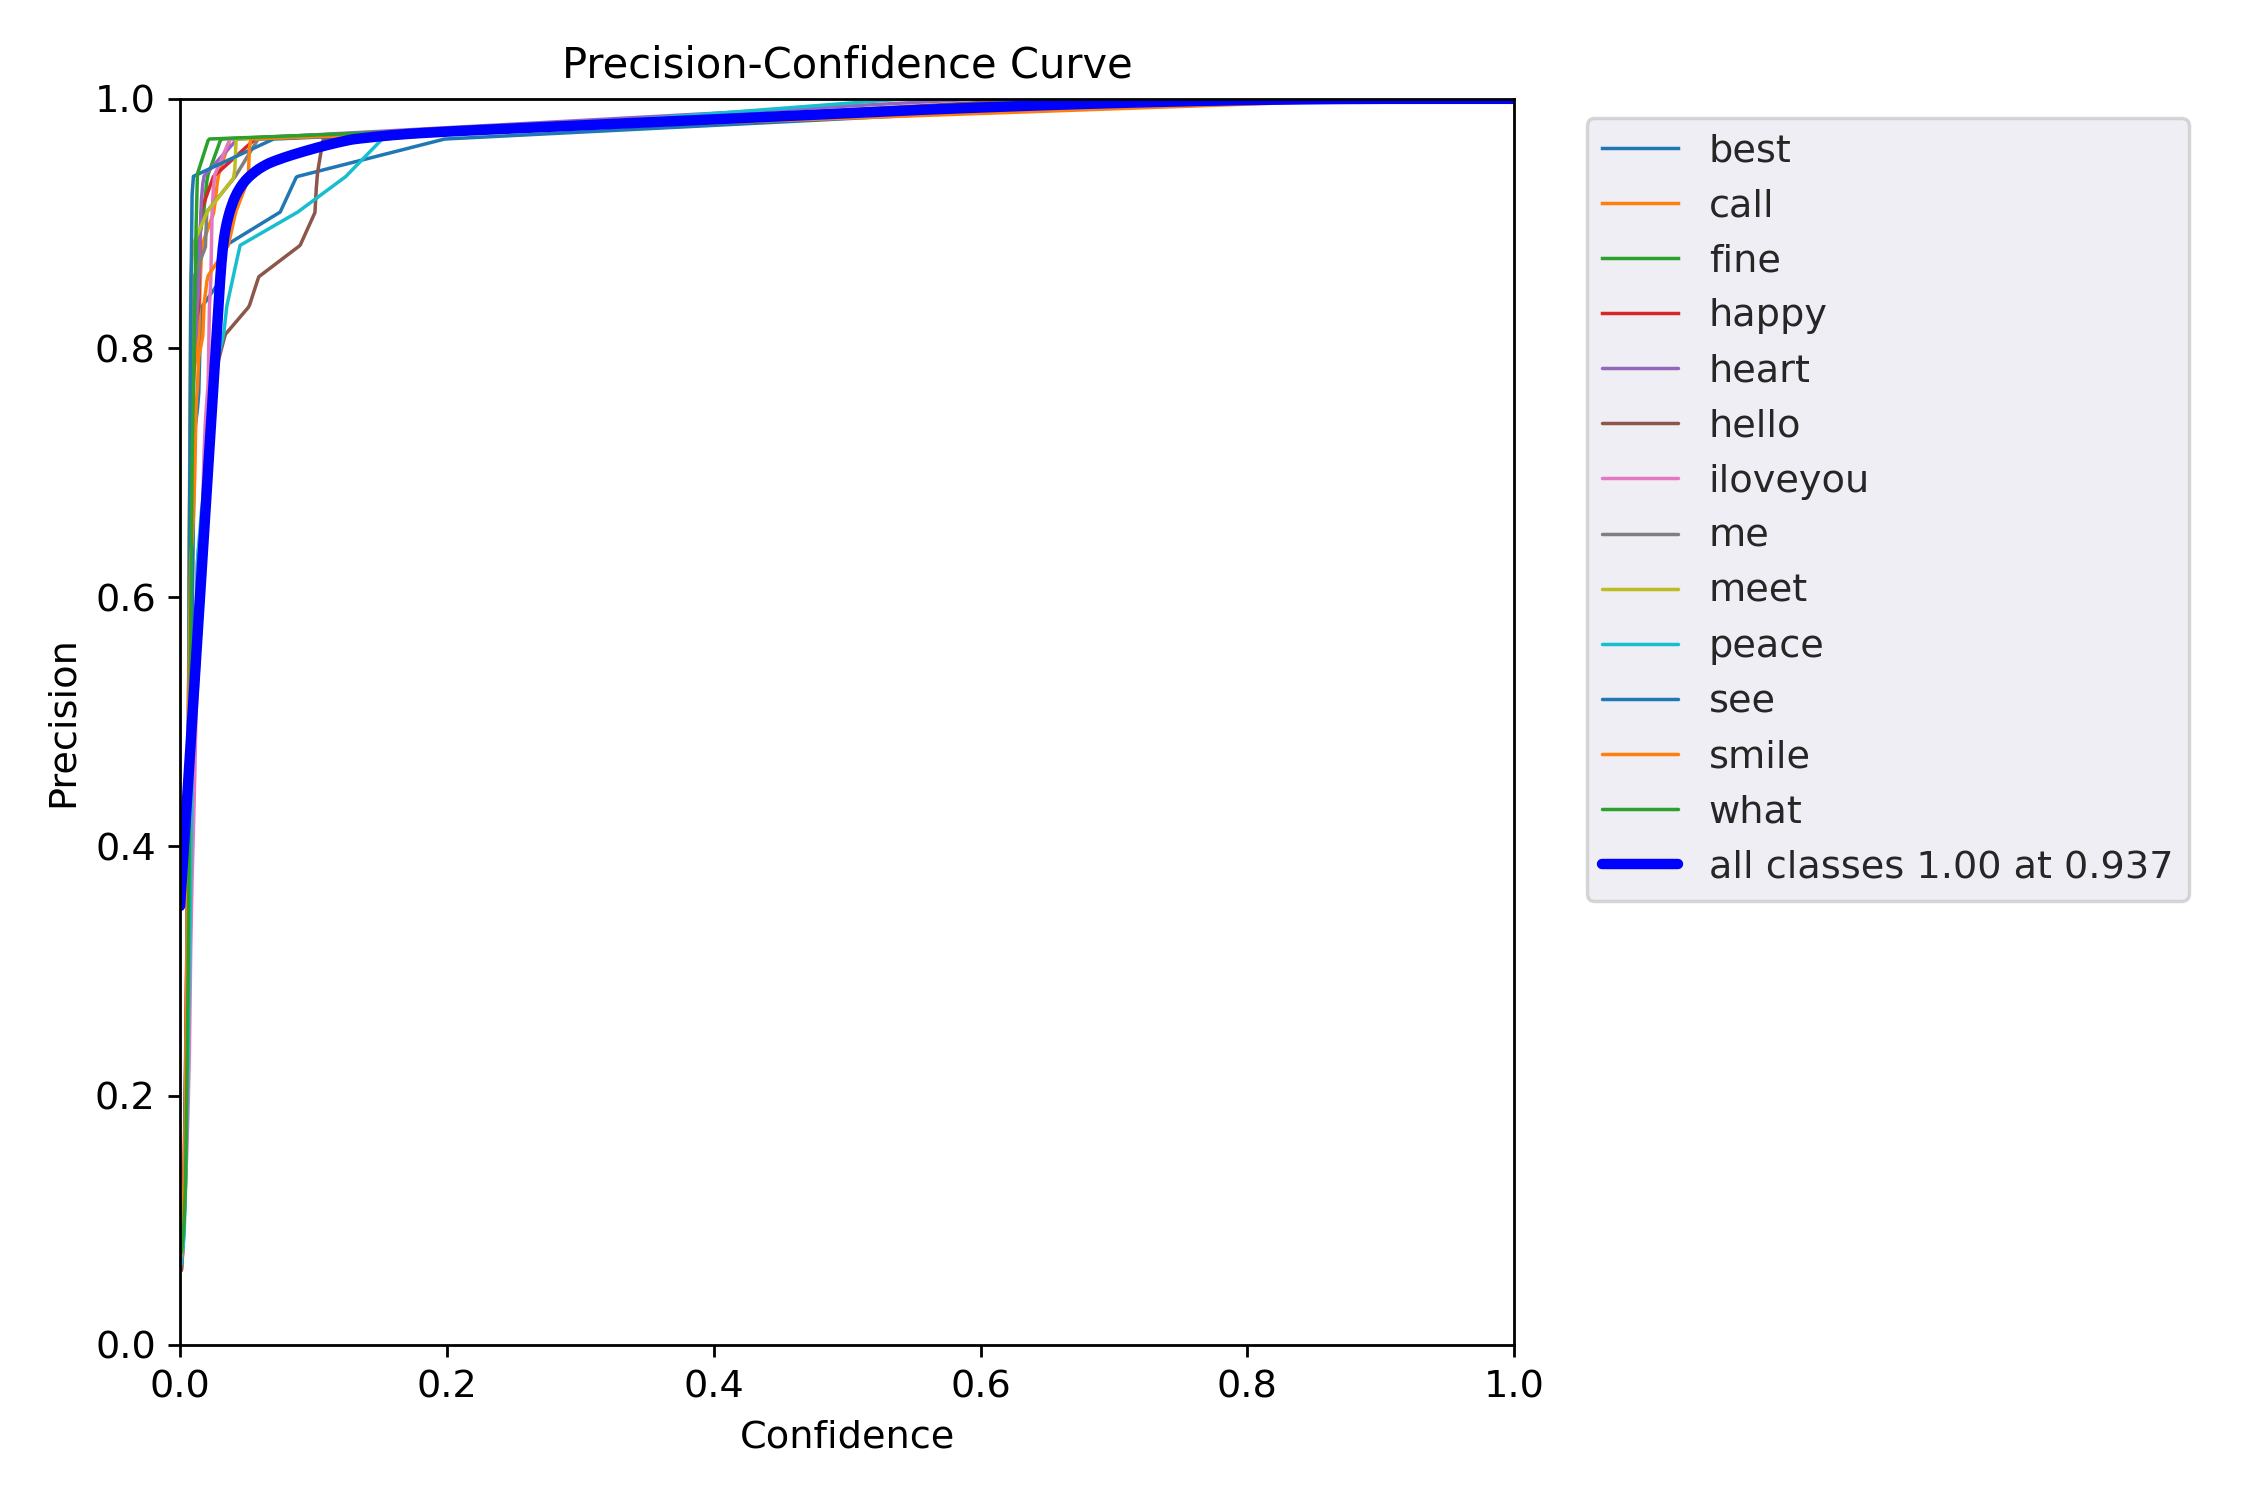 Precision-Confidence Curve
1.0
0.8
0.6
0.4
0.2
0.0
Precision
0.0 0.2 0.4 0.6 0.8 1.0
Confidence
best
call
fine
happy
heart
hello
iloveyou
me
meet
peace
see
smile
what
all classes 1.00 at 0.937